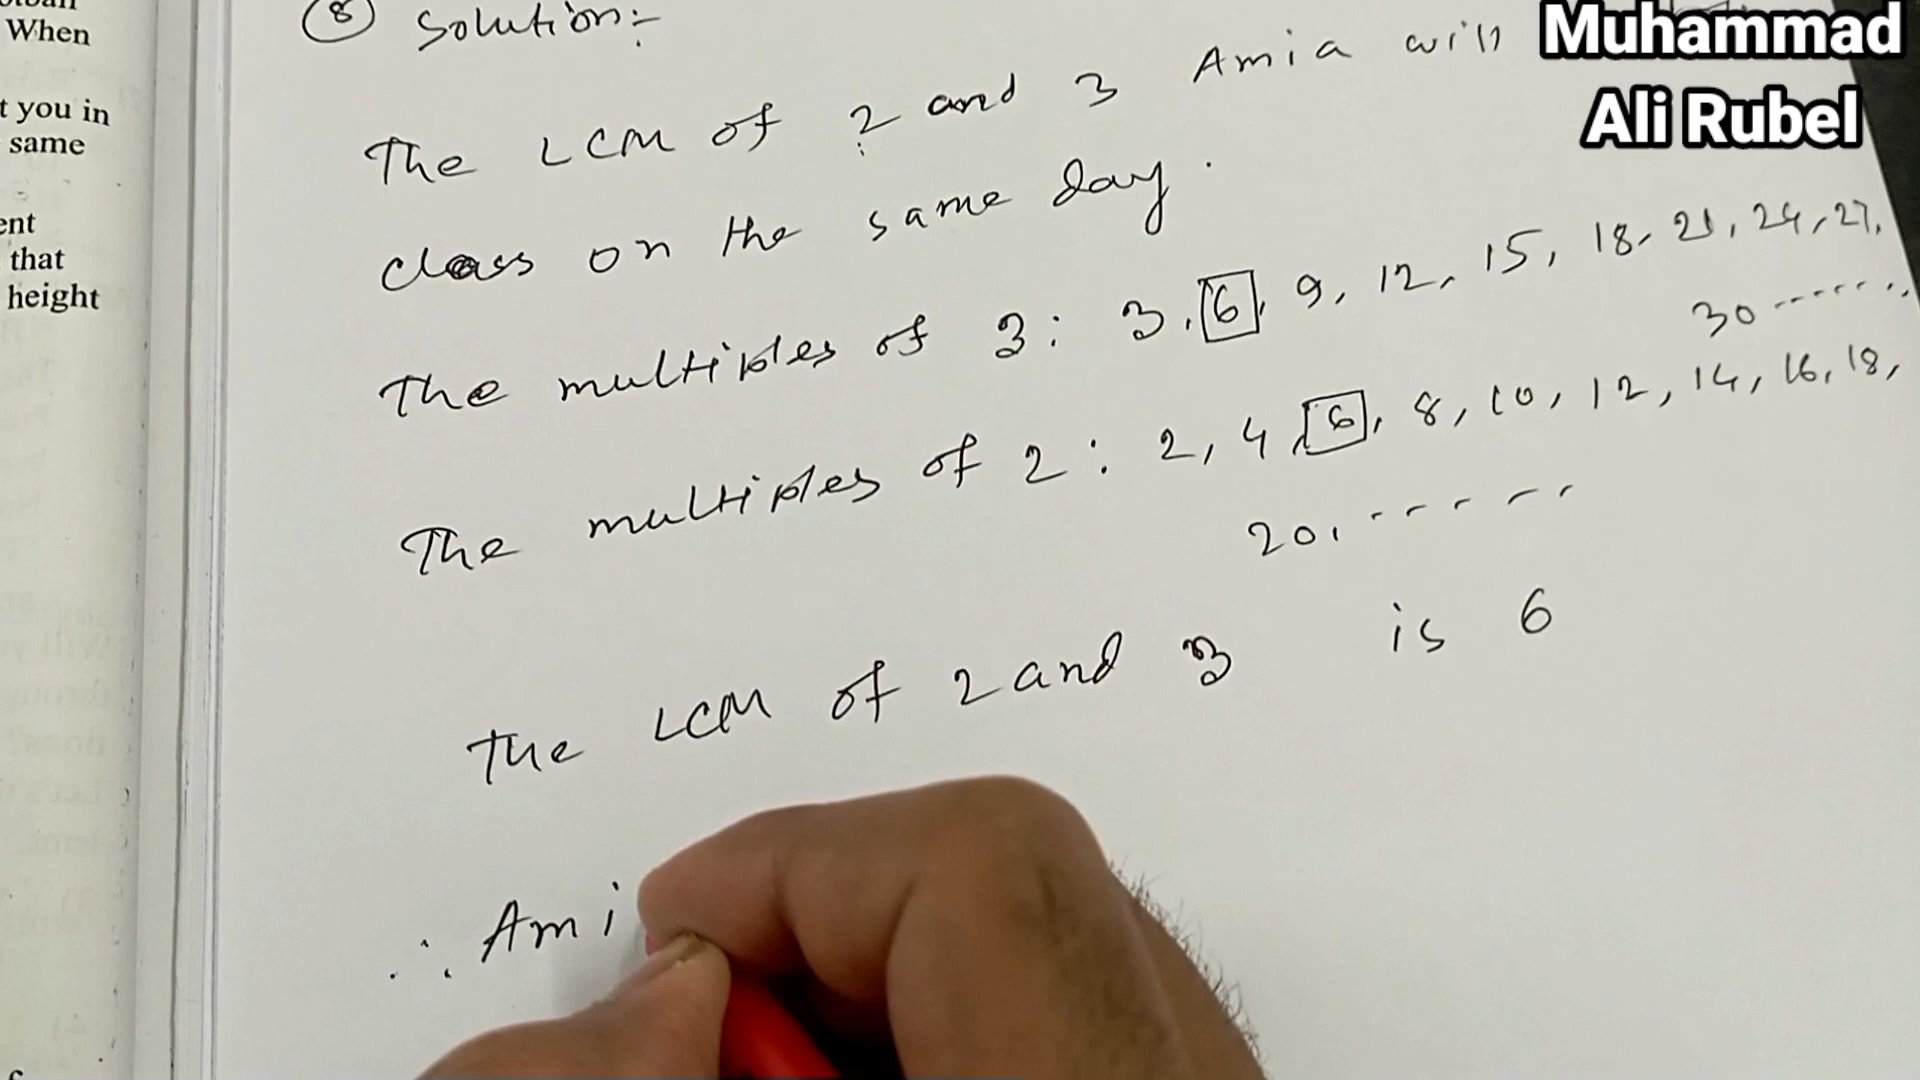 When
t you in
same
ent
that
height
Muhammad
Ali Rubel
8 Solution:-
The LCM of 2 and 3 Amia will
class on the same day.
The multiples of 3: 3, 6, 9, 12, 15, 18, 21, 24, 27,
30 .......
The multiples of 2: 2, 4, 6, 8, 10, 12, 14, 16, 18,
20, ......
The LCM of 2 and 3 is 6
∴ Ami